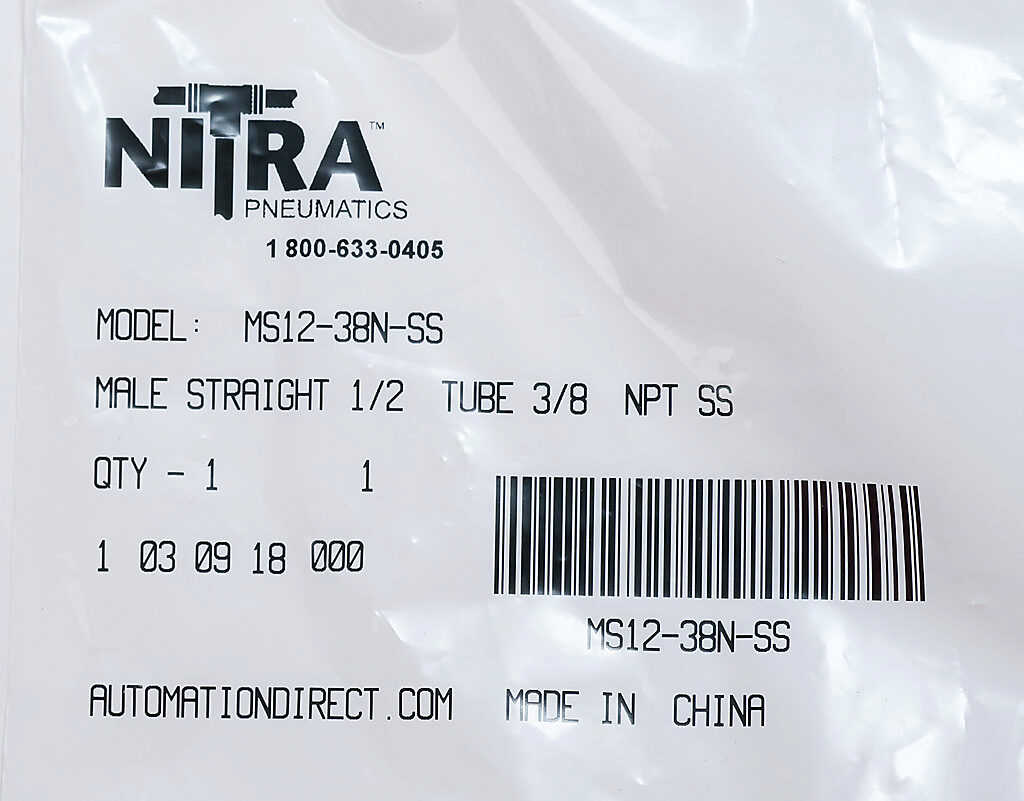 NITRA™
PNEUMATICS
1 800-633-0405
MODEL: MS12-38N-SS
MALE STRAIGHT 1/2 TUBE 3/8 NPT SS
QTY - 1 1
1 03 09 18 000
MS12-38N-SS
AUTOMATIONDIRECT.COM MADE IN CHINA